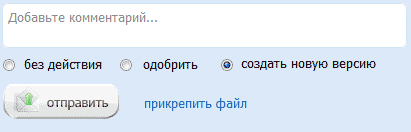 Добавьте комментарий...
без действия одобрить создать новую версию
отправить прикрепить файл